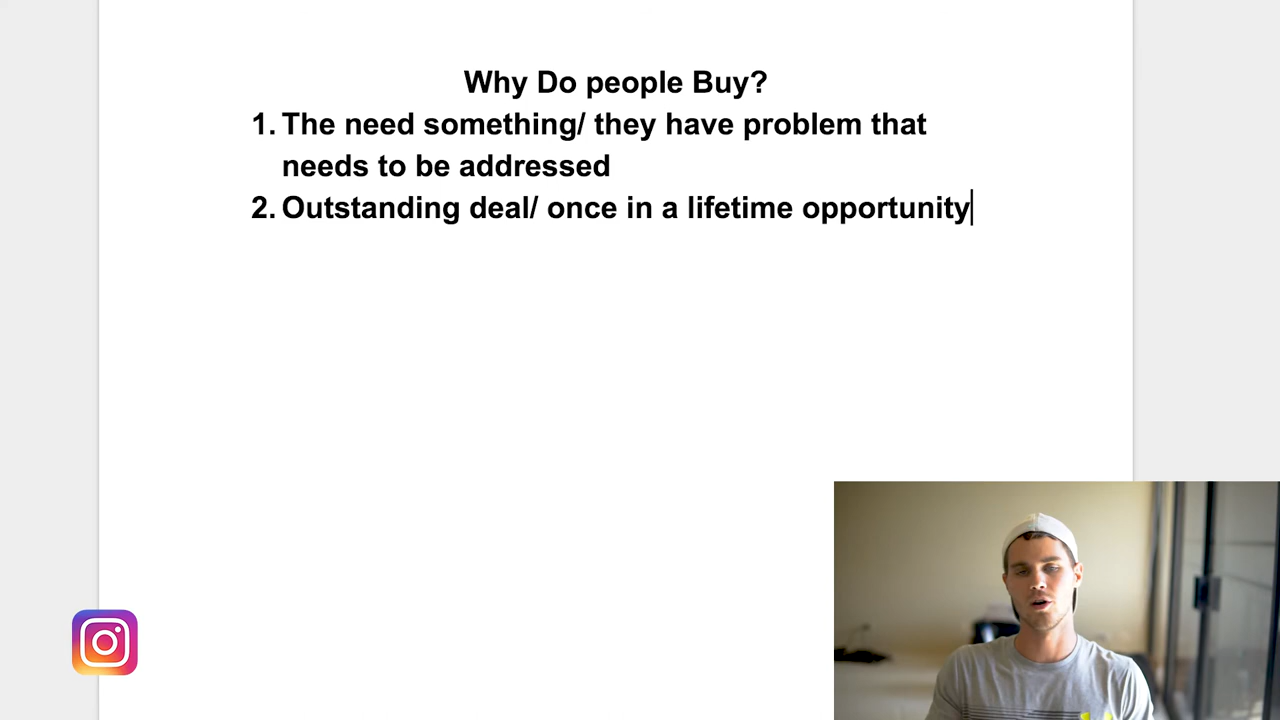 Why Do people Buy?
1. The need something/ they have problem that
needs to be addressed
2. Outstanding deal/ once in a lifetime opportunity